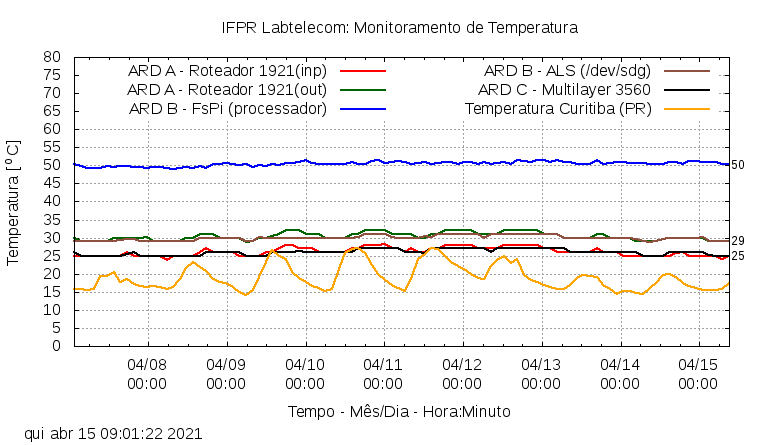 IFPR Labtelecom: Monitoramento de Temperatura
Temperatura [ºC]
80
75
70
65
60
55
50
45
40
35
30
25
20
15
10
5
0
ARD A - Roteador 1921(inp)
ARD A - Roteador 1921(out)
ARD B - FsPi (processador)
ARD B - ALS (/dev/sdg)
ARD C - Multilayer 3560
Temperatura Curitiba (PR)
50
29
25
04/08 04/09 04/10 04/11 04/12 04/13 04/14 04/15
00:00 00:00 00:00 00:00 00:00 00:00 00:00 00:00
Tempo - Mês/Dia - Hora:Minuto
qui abr 15 09:01:22 2021